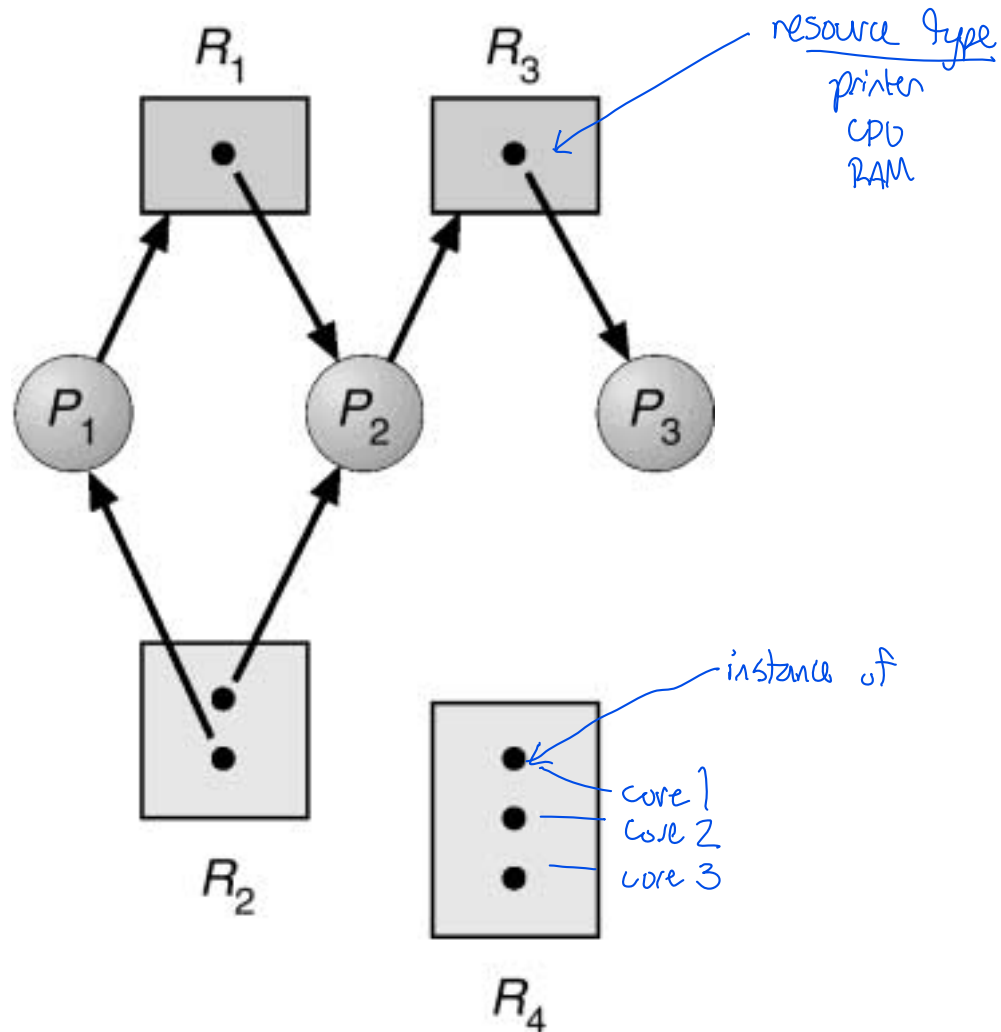 R1
R3
resource type
printer
CPU
RAM
P1
P2
P3
instance of
core 1
core 2
core 3
R2
R4